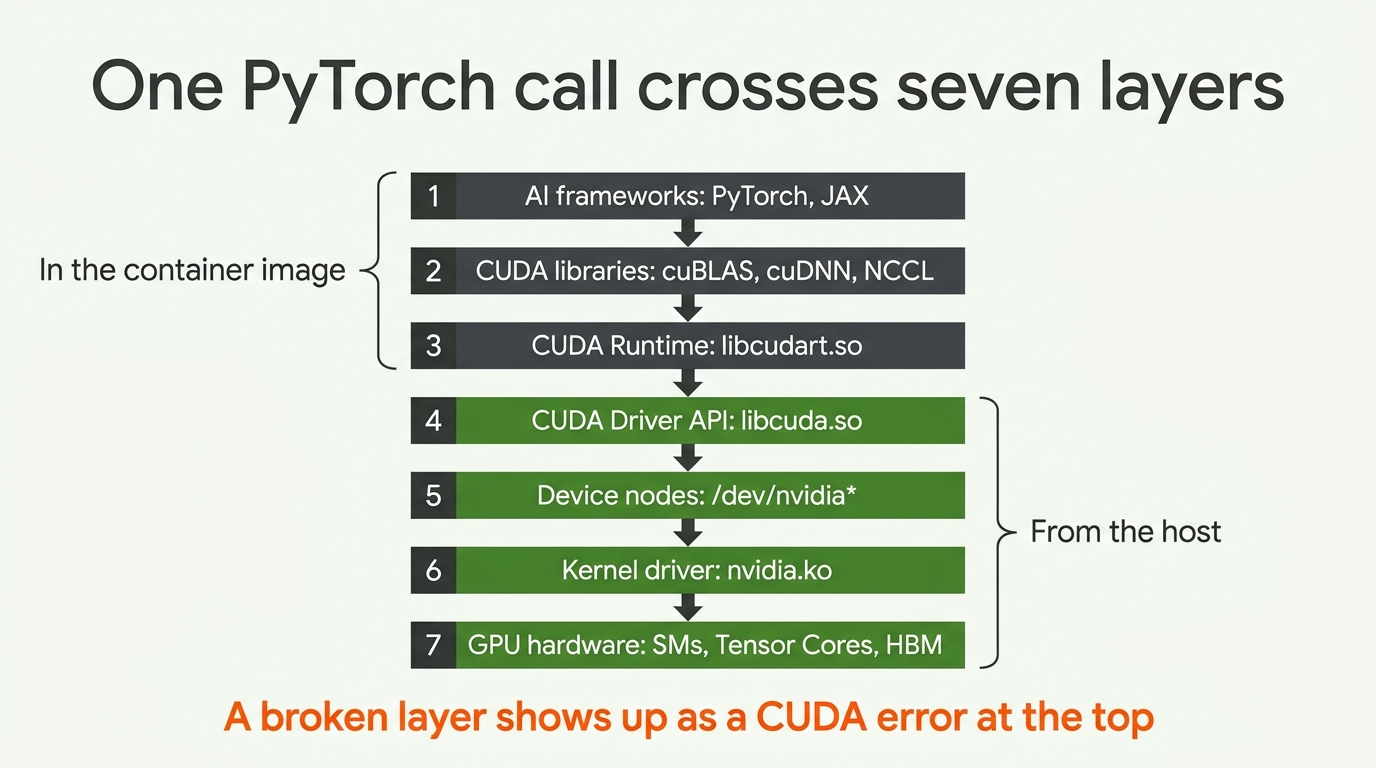 One PyTorch call crosses seven layers
In the container image
1 AI frameworks: PyTorch, JAX
2 CUDA libraries: cuBLAS, cuDNN, NCCL
3 CUDA Runtime: libcudart.so
4 CUDA Driver API: libcuda.so
5 Device nodes: /dev/nvidia*
6 Kernel driver: nvidia.ko
7 GPU hardware: SMs, Tensor Cores, HBM
From the host
A broken layer shows up as a CUDA error at the top